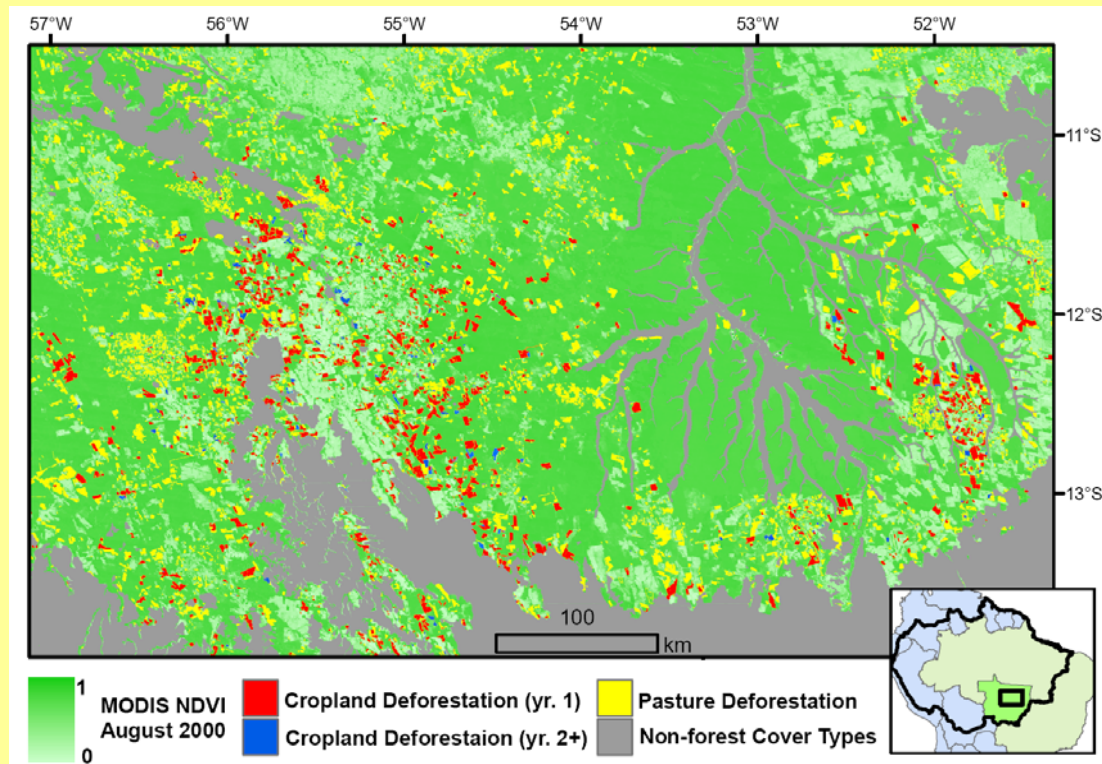 57°W 56°W 55°W 54°W 53°W 52°W
11°S
12°S
13°S
100
km
1
0
MODIS NDVI
August 2000
Cropland Deforestation (yr. 1)
Cropland Deforestaion (yr. 2+)
Pasture Deforestation
Non-forest Cover Types